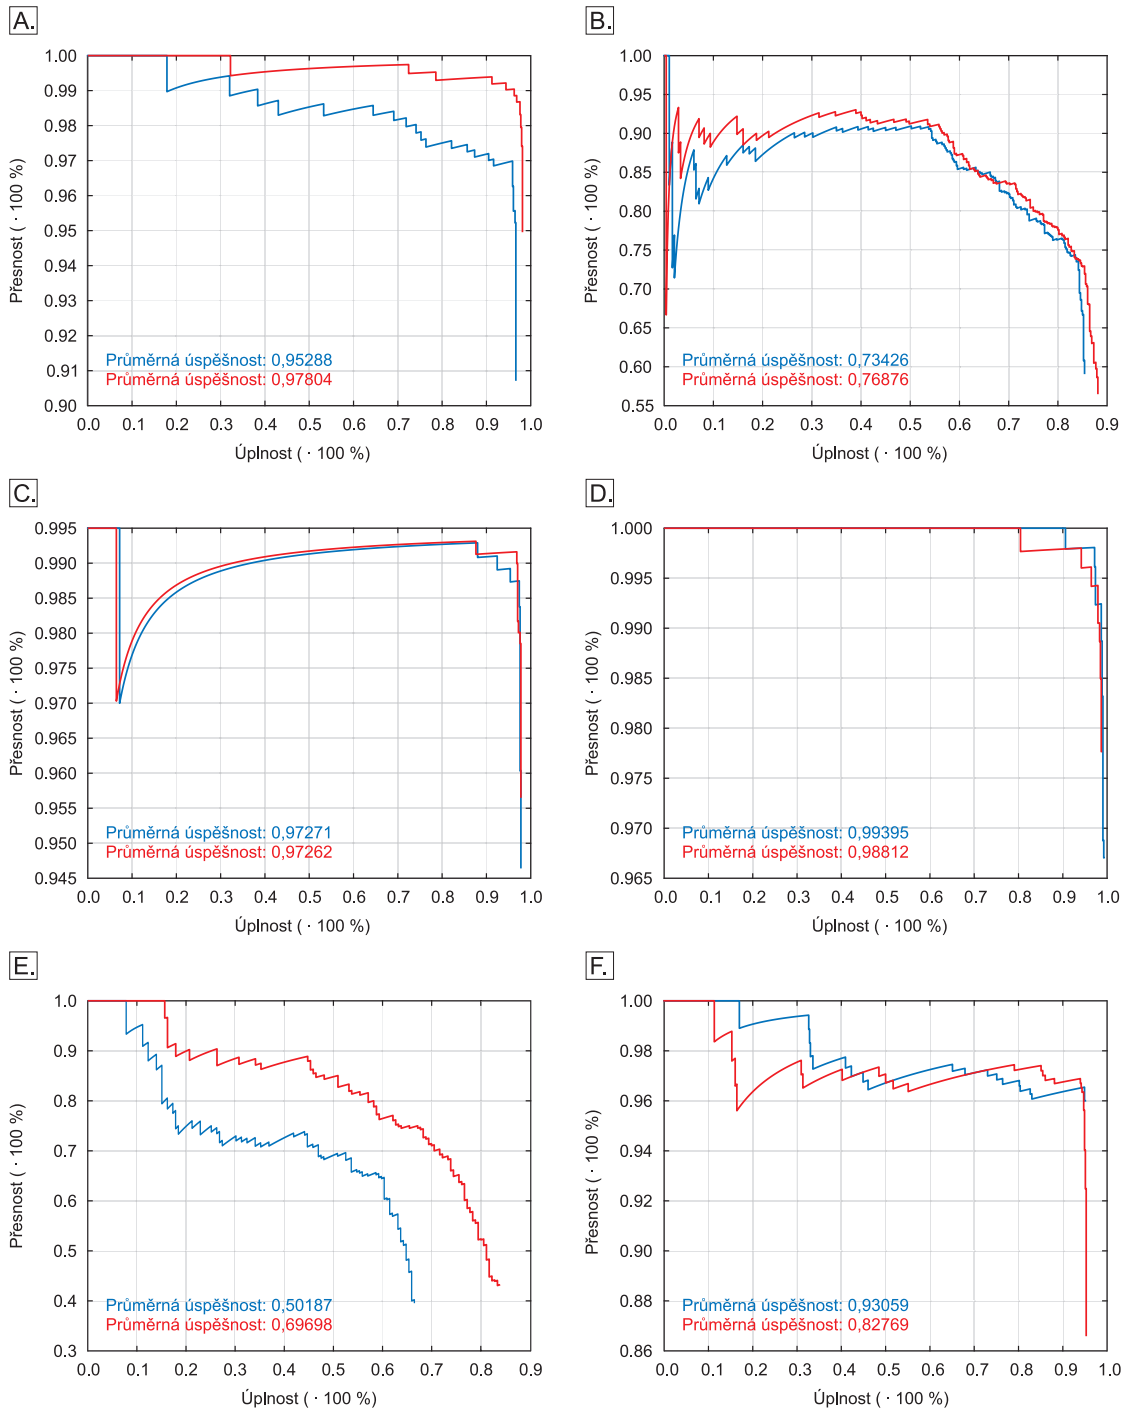 A.
1.00
0.99
0.98
0.97
0.96
0.95
0.94
0.93
0.92
0.91
0.90
Přesnost ( · 100 %)
Průměrná úspěšnost: 0,95288
Průměrná úspěšnost: 0,97804
0.0 0.1 0.2 0.3 0.4 0.5 0.6 0.7 0.8 0.9 1.0
Úplnost ( · 100 %)
B.
1.00
0.95
0.90
0.85
0.80
0.75
0.70
0.65
0.60
0.55
Přesnost ( · 100 %)
Průměrná úspěšnost: 0,73426
Průměrná úspěšnost: 0,76876
0.0 0.1 0.2 0.3 0.4 0.5 0.6 0.7 0.8 0.9
Úplnost ( · 100 %)
C.
0.995
0.990
0.985
0.980
0.975
0.970
0.965
0.960
0.955
0.950
0.945
Přesnost ( · 100 %)
Průměrná úspěšnost: 0,97271
Průměrná úspěšnost: 0,97262
0.0 0.1 0.2 0.3 0.4 0.5 0.6 0.7 0.8 0.9 1.0
Úplnost ( · 100 %)
D.
1.000
0.995
0.990
0.985
0.980
0.975
0.970
0.965
Přesnost ( · 100 %)
Průměrná úspěšnost: 0,99395
Průměrná úspěšnost: 0,98812
0.0 0.1 0.2 0.3 0.4 0.5 0.6 0.7 0.8 0.9 1.0
Úplnost ( · 100 %)
E.
1.0
0.9
0.8
0.7
0.6
0.5
0.4
0.3
Přesnost ( · 100 %)
Průměrná úspěšnost: 0,50187
Průměrná úspěšnost: 0,69698
0.0 0.1 0.2 0.3 0.4 0.5 0.6 0.7 0.8 0.9
Úplnost ( · 100 %)
F.
1.00
0.98
0.96
0.94
0.92
0.90
0.88
0.86
Přesnost ( · 100 %)
Průměrná úspěšnost: 0,93059
Průměrná úspěšnost: 0,82769
0.0 0.1 0.2 0.3 0.4 0.5 0.6 0.7 0.8 0.9 1.0
Úplnost ( · 100 %)